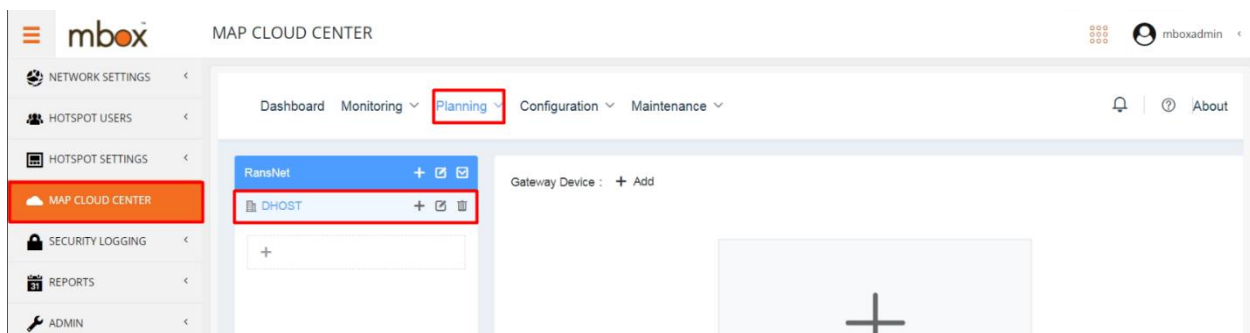 mbox
MAP CLOUD CENTER
mboxadmin
NETWORK SETTINGS
HOTSPOT USERS
HOTSPOT SETTINGS
MAP CLOUD CENTER
SECURITY LOGGING
31
REPORTS
ADMIN
Dashboard Monitoring Planning Configuration Maintenance
About
RansNet
DHOST
Gateway Device : + Add